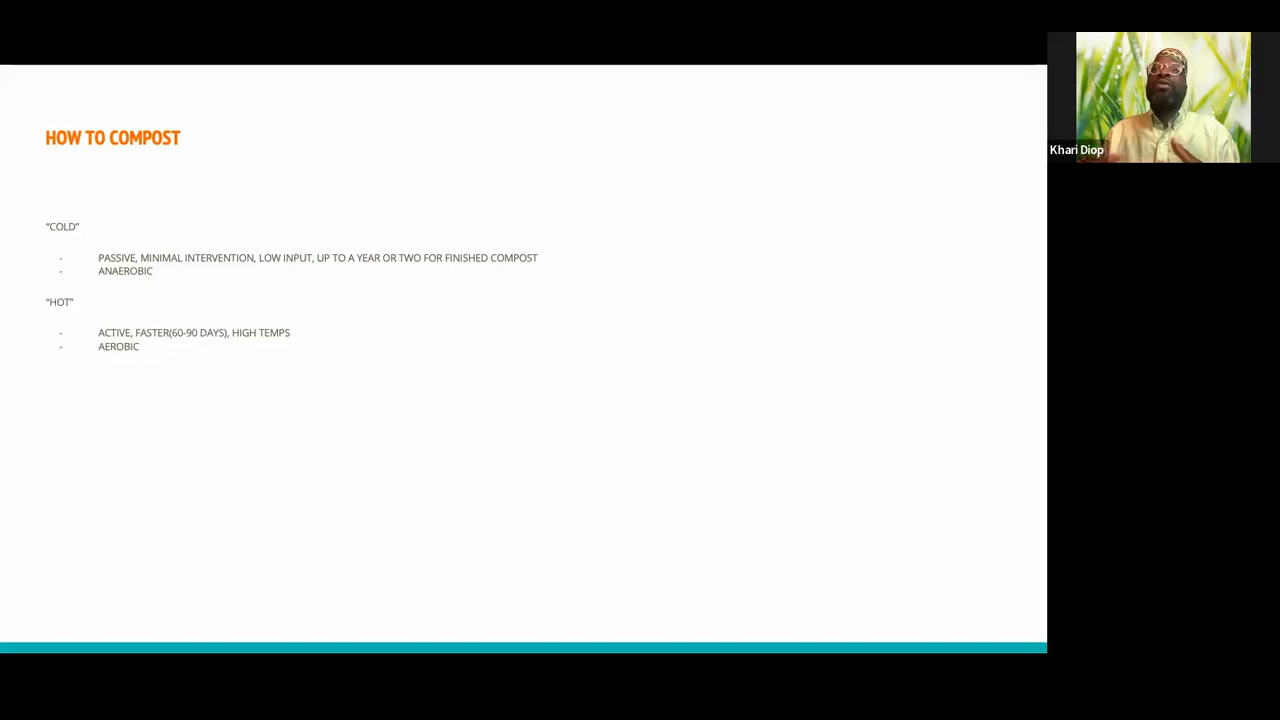 HOW TO COMPOST
“COLD”
- PASSIVE, MINIMAL INTERVENTION, LOW INPUT, UP TO A YEAR OR TWO FOR FINISHED COMPOST
- ANAEROBIC
“HOT”
- ACTIVE, FASTER(60-90 DAYS), HIGH TEMPS
- AEROBIC
Khari Diop